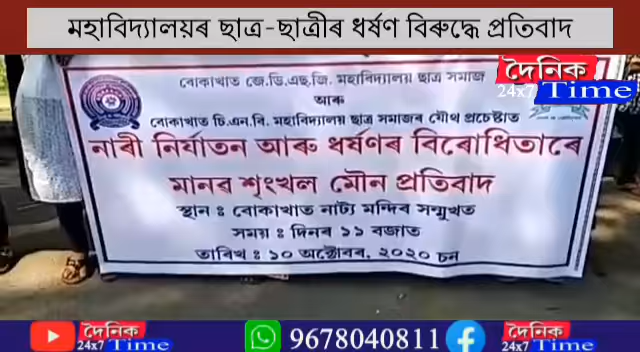 মহাবিদ্যালয়ৰ ছাত্ৰ-ছাত্ৰীৰ ধৰ্ষণ বিৰুদ্ধে প্ৰতিবাদ
দৈনিক
24x7 Time
বোকাখাত জে.ডি.এছ.জি. মহাবিদ্যালয় ছাত্ৰ সমাজ
আৰু
বোকাখাত চি.এন.বি. মহাবিদ্যালয় ছাত্ৰ সমাজৰ যৌথ প্ৰচেষ্টাত
নাৰী নিৰ্যাতন আৰু ধৰ্ষণৰ বিৰোধিতাৰে
মানৱ শৃংখল মৌন প্ৰতিবাদ
স্থান ঃ বোকাখাত নাট্য মন্দিৰ সন্মুখত
সময় ঃ দিনৰ ১১ বজাত
তাৰিখ ঃ ১০ অক্টোবৰ, ২০২০ চন
দৈনিক
24x7 Time
9678040811
দৈনিক
24x7 Time